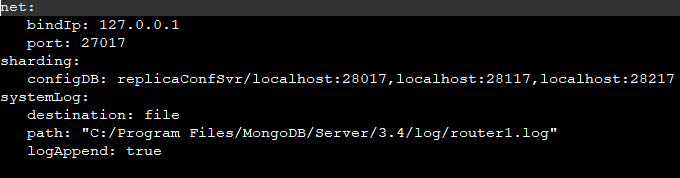 net:
   bindIp: 127.0.0.1
   port: 27017
sharding:
   configDB: replicaConfSvr/localhost:28017,localhost:28117,localhost:28217
systemLog:
   destination: file
   path: "C:/Program Files/MongoDB/Server/3.4/log/router1.log"
   logAppend: true